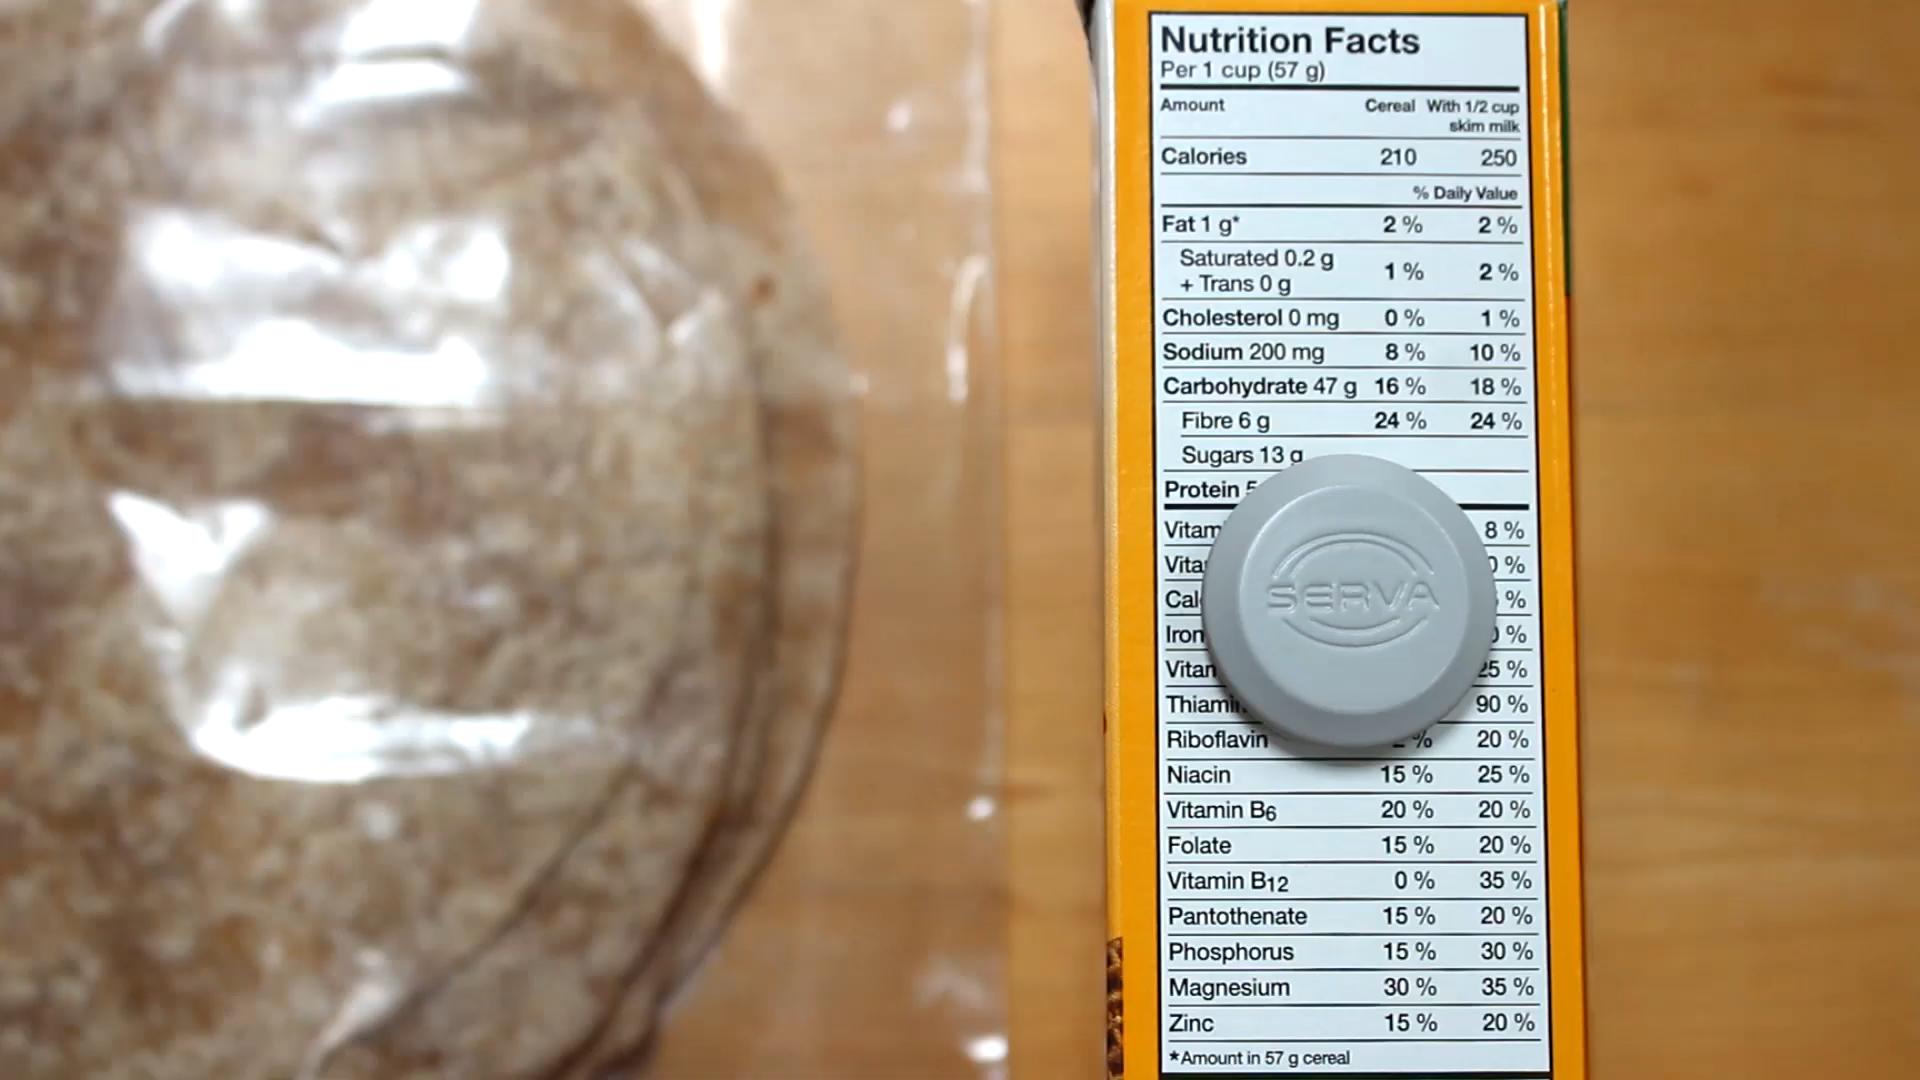 Nutrition Facts
Per 1 cup (57 g)
Amount Cereal With 1/2 cup
skim milk
Calories 210 250
% Daily Value
Fat 1 g* 2 % 2 %
Saturated 0.2 g
+ Trans 0 g 1 % 2 %
Cholesterol 0 mg 0 % 1 %
Sodium 200 mg 8 % 10 %
Carbohydrate 47 g 16 % 18 %
Fibre 6 g 24 % 24 %
Sugars 13 g
Protein
8 %
%
%
Iron %
25 %
90 %
Riboflavin % 20 %
Niacin 15 % 25 %
Vitamin B6 20 % 20 %
Folate 15 % 20 %
Vitamin B12 0 % 35 %
Pantothenate 15 % 20 %
Phosphorus 15 % 30 %
Magnesium 30 % 35 %
Zinc 15 % 20 %
*Amount in 57 g cereal
SERVA